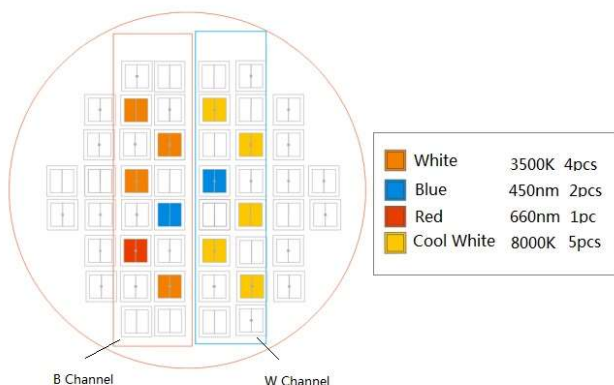 White 3500K 4pcs
Blue 450nm 2pcs
Red 660nm 1pc
Cool White 8000K 5pcs
B Channel
W Channel